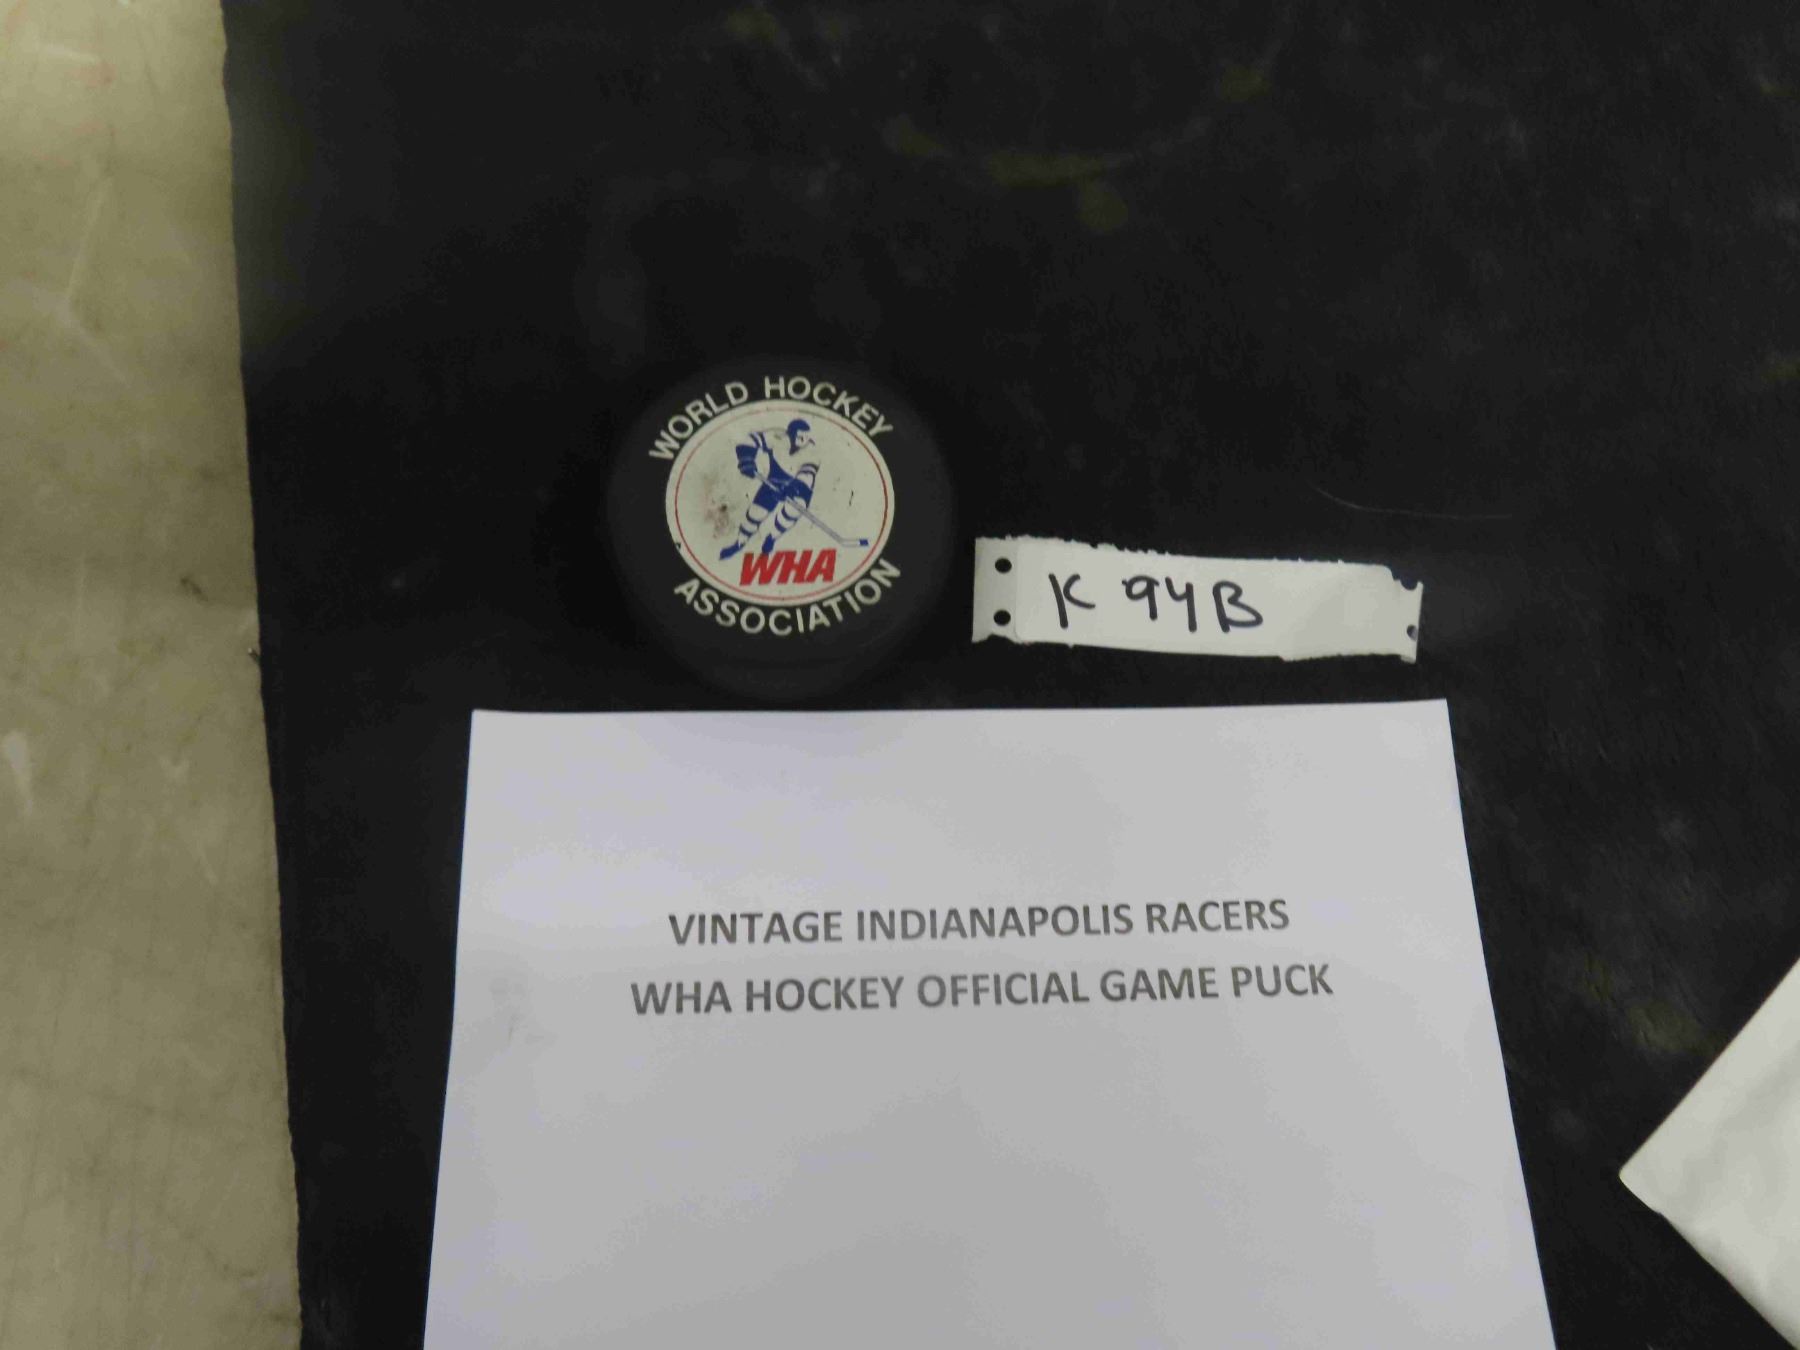 WORLD HOCKEY
WHA
ASSOCIATION
K 94B
VINTAGE INDIANAPOLIS RACERS
WHA HOCKEY OFFICIAL GAME PUCK